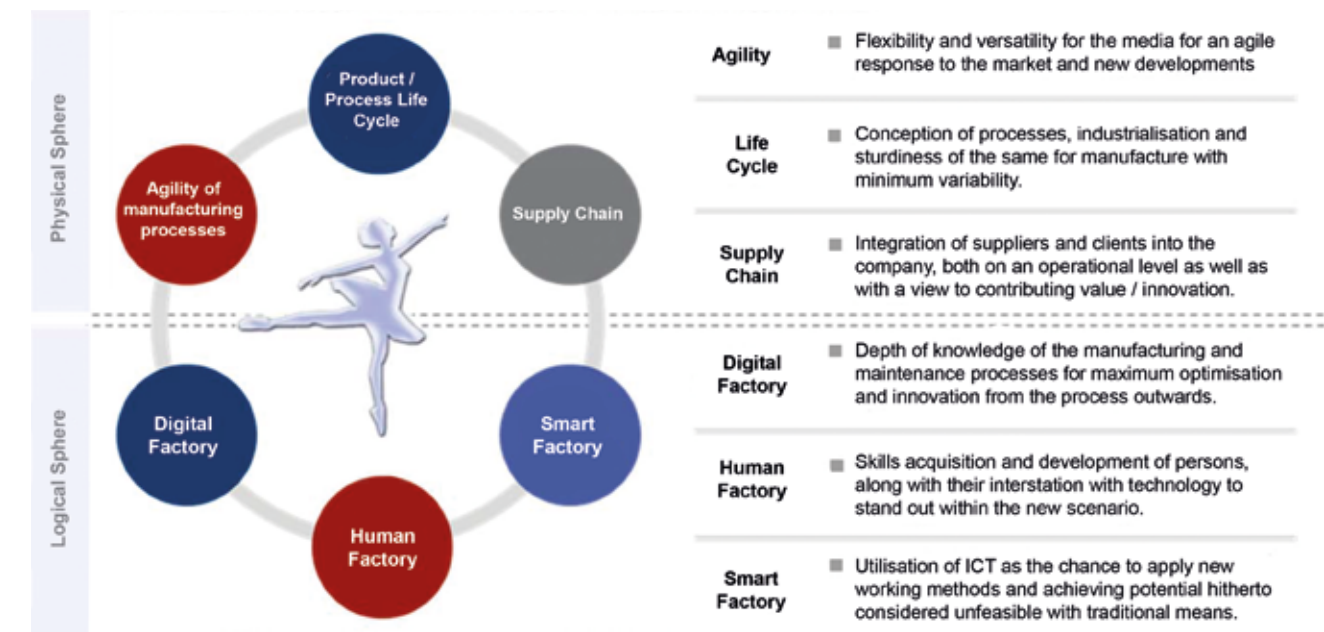 Physical Sphere
Product /
Process Life
Cycle
Agility of
manufacturing
processes
Supply Chain
Logical Sphere
Digital
Factory
Smart
Factory
Human
Factory
Agility
Flexibility and versatility for the media for an agile
response to the market and new developments
Life
Cycle
Conception of processes, industrialisation and
sturdiness of the same for manufacture with
minimum variability.
Supply
Chain
Integration of suppliers and clients into the
company, both on an operational level as well as
with a view to contributing value / innovation.
Digital
Factory
Depth of knowledge of the manufacturing and
maintenance processes for maximum optimisation
and innovation from the process outwards.
Human
Factory
Skills acquisition and development of persons,
along with their interstation with technology to
stand out within the new scenario.
Smart
Factory
Utilisation of ICT as the chance to apply new
working methods and achieving potential hitherto
considered unfeasible with traditional means.